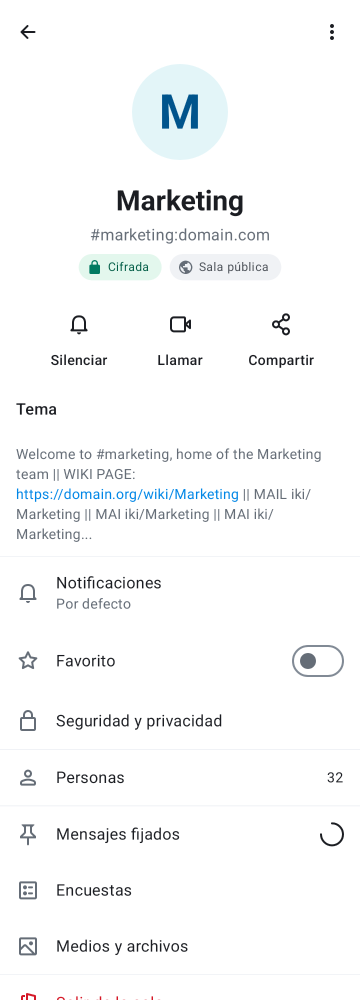 M
Marketing
#marketing:domain.com
Cifrada
Sala pública
Silenciar
Llamar
Compartir
Tema
Welcome to #marketing, home of the Marketing
team || WIKI PAGE:
https://domain.org/wiki/Marketing || MAIL iki/
Marketing || MAI iki/Marketing || MAI iki/
Marketing...
Notificaciones
Por defecto
Favorito
Seguridad y privacidad
Personas
32
Mensajes fijados
Encuestas
Medios y archivos